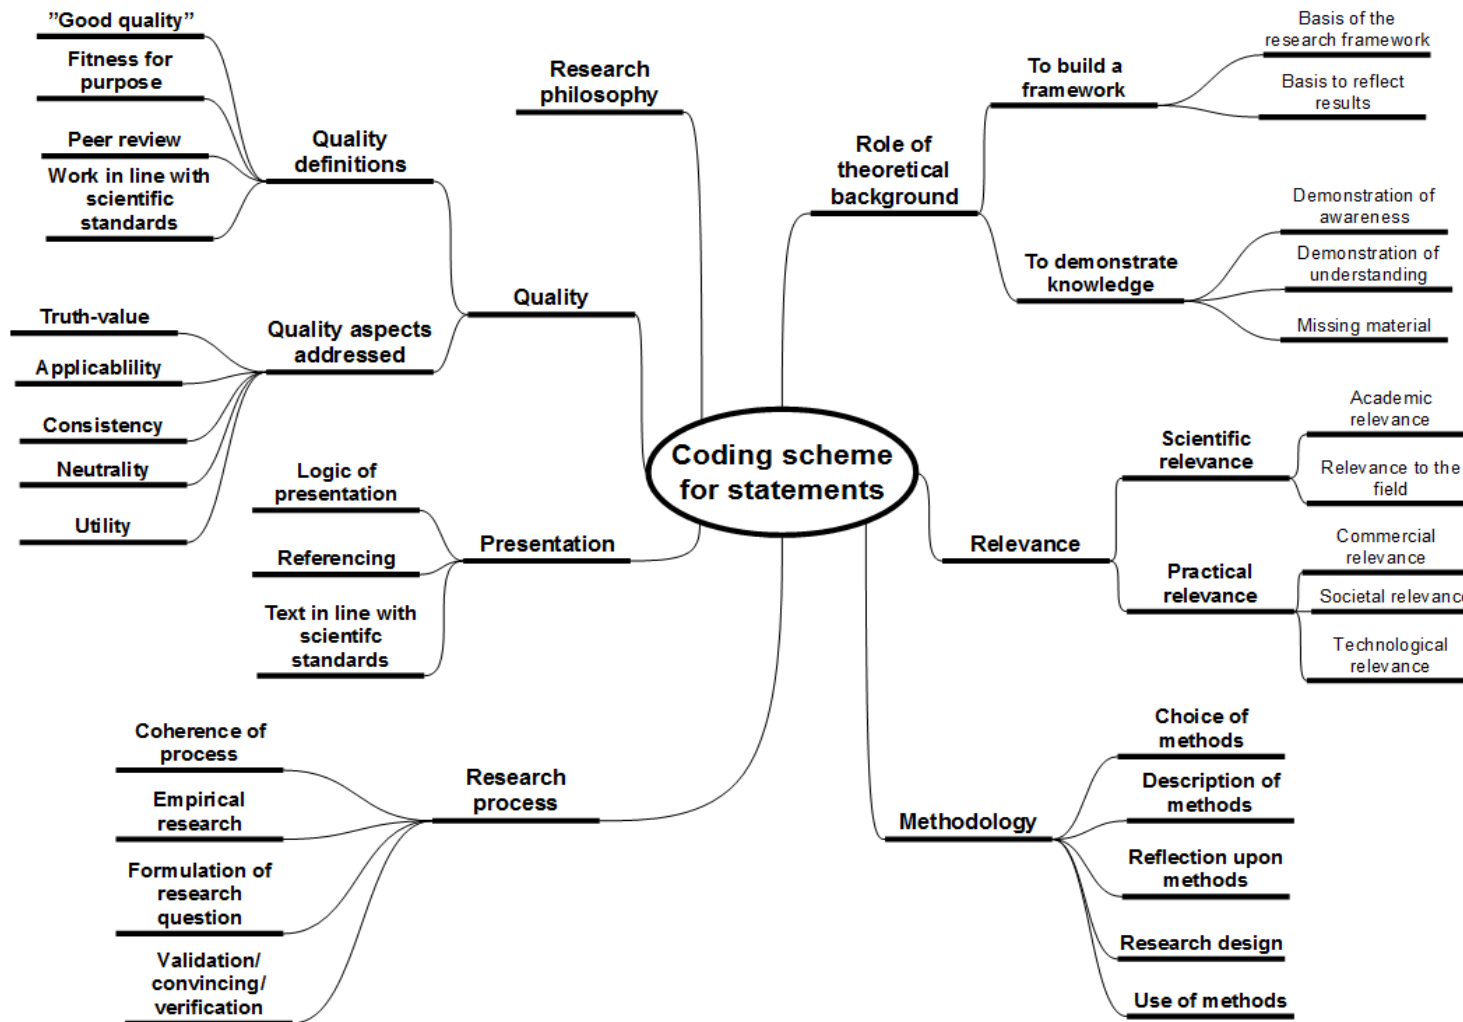 ”Good quality”
Fitness for
purpose
Peer review
Work in line with
scientific
standards
Quality
definitions
Truth-value
Applicablility
Consistency
Neutrality
Utility
Quality aspects
addressed
Quality
Research
philosophy
Logic of
presentation
Referencing
Text in line with
scientifc
standards
Presentation
Coherence of
process
Empirical
research
Formulation of
research
question
Validation/
convincing/
verification
Research
process
Coding scheme
for statements
Role of
theoretical
background
To build a
framework
Basis of the
research framework
Basis to reflect
results
To demonstrate
knowledge
Demonstration of
awareness
Demonstration of
understanding
Missing material
Relevance
Scientific
relevance
Academic
relevance
Relevance to the
field
Practical
relevance
Commercial
relevance
Societal relevance
Technological
relevance
Methodology
Choice of
methods
Description of
methods
Reflection upon
methods
Research design
Use of methods